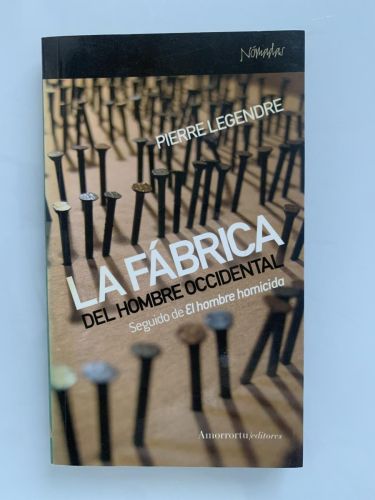 Nómadas
PIERRE LEGENDRE
LA FÁBRICA
DEL HOMBRE OCCIDENTAL
Seguido de El hombre homicida
Amorrortu/editores